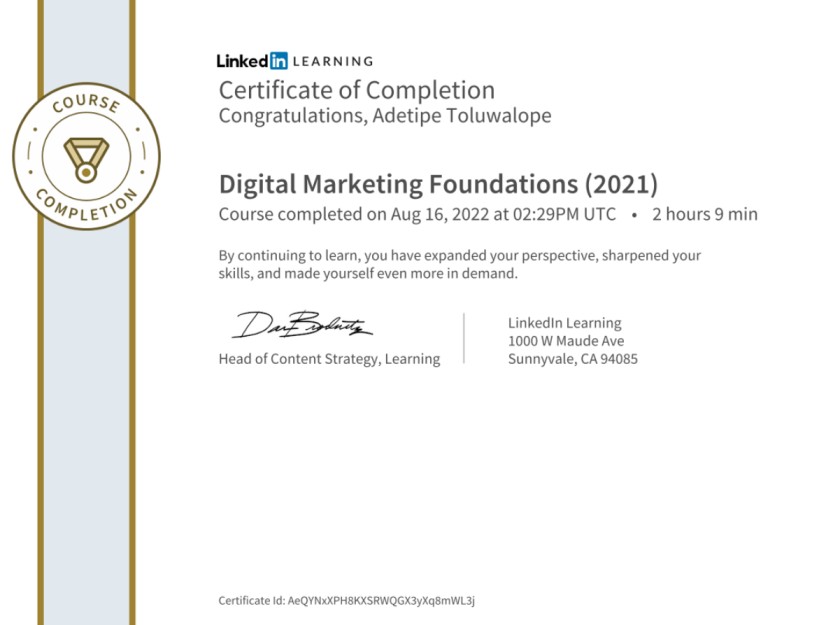 COURSE
COMPLETION
Linked in LEARNING
Certificate of Completion
Congratulations, Adetipe Toluwalope
Digital Marketing Foundations (2021)
Course completed on Aug 16, 2022 at 02:29PM UTC • 2 hours 9 min
By continuing to learn, you have expanded your perspective, sharpened your
skills, and made yourself even more in demand.
Head of Content Strategy, Learning
LinkedIn Learning
1000 W Maude Ave
Sunnyvale, CA 94085
Certificate Id: AeQYNxXPH8KXSRWQGX3yXq8mWL3j